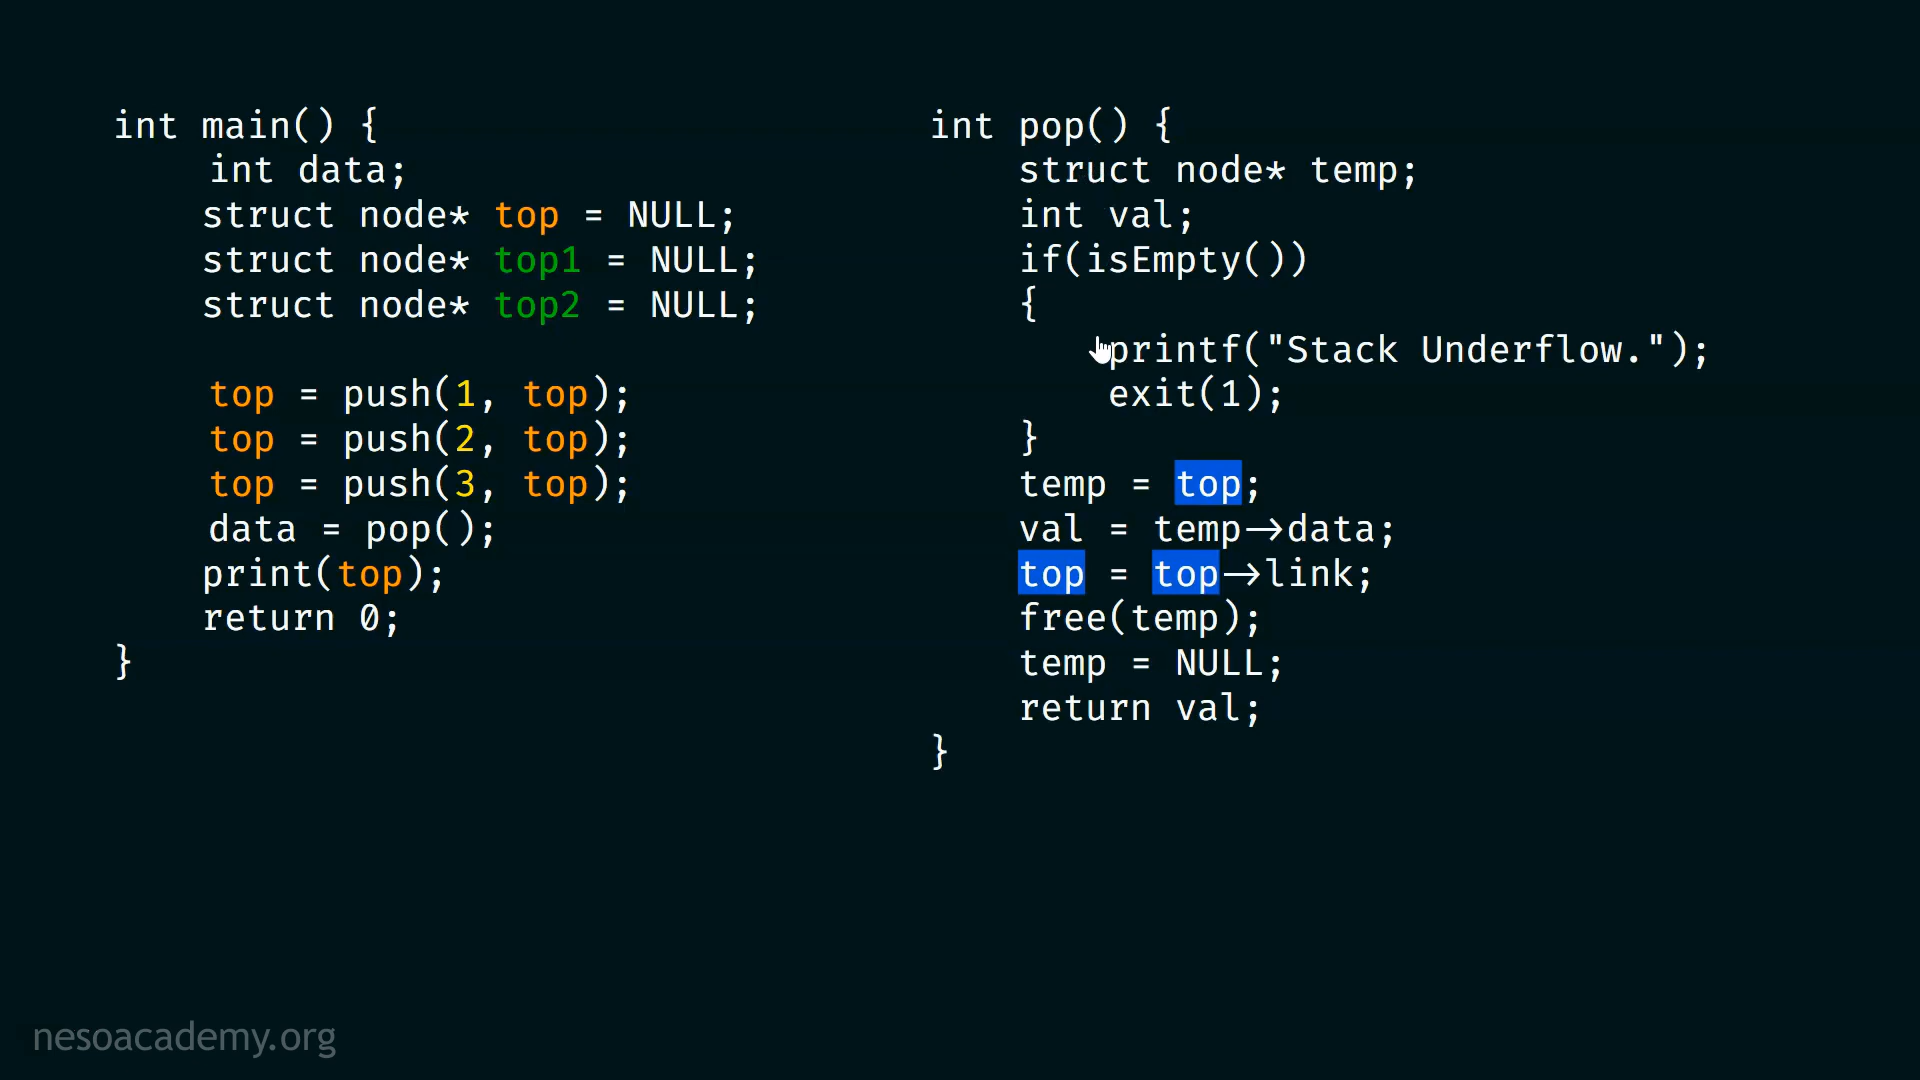 int main() {
int data;
struct node* top = NULL;
struct node* top1 = NULL;
struct node* top2 = NULL;
top = push(1, top);
top = push(2, top);
top = push(3, top);
data = pop();
print(top);
return 0;
}
int pop() {
struct node* temp;
int val;
if(isEmpty())
{
printf("Stack Underflow.");
exit(1);
}
temp = top;
val = temp→data;
top = top→link;
free(temp);
temp = NULL;
return val;
}
nesoacademy.org